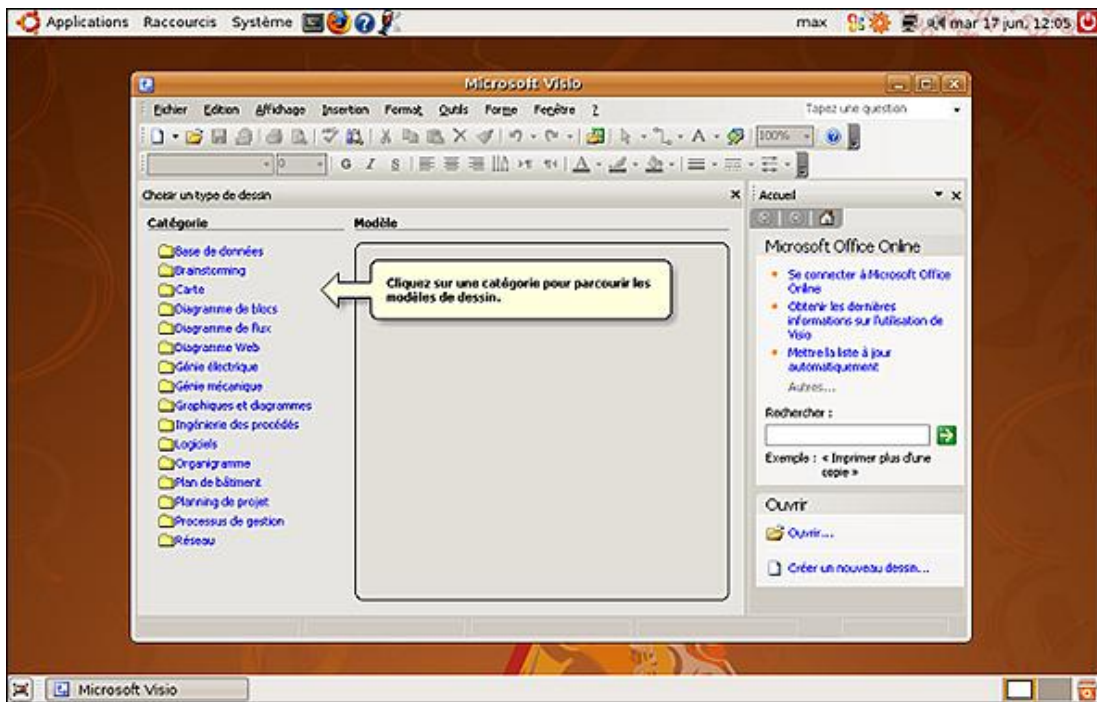 Applications Raccourcis Système
max
mar 17 jun, 12:05
Microsoft Visio
Fichier Edition Affichage Insertion Format Outils Forme Fenêtre ?
Tapez une question
100%
G I S
A
Choisir un type de dessin
Accueil
Catégorie
Modèle
Base de données
Brainstorming
Carte
Diagramme de blocs
Diagramme de flux
Diagramme Web
Génie électrique
Génie mécanique
Graphiques et diagrammes
Ingénierie des procédés
Logiciels
Organigramme
Plan de bâtiment
Planning de projet
Processus de gestion
Réseau
Cliquez sur une catégorie pour parcourir les
modèles de dessin.
Microsoft Office Online
Se connecter à Microsoft Office
Online
Obtenir les dernières
informations sur l'utilisation de
Visio
Mettre la liste à jour
automatiquement
Autres...
Rechercher :
Exemple : « Imprimer plus d'une
copie »
Ouvrir
Ouvrir...
Créer un nouveau dessin...
Microsoft Visio